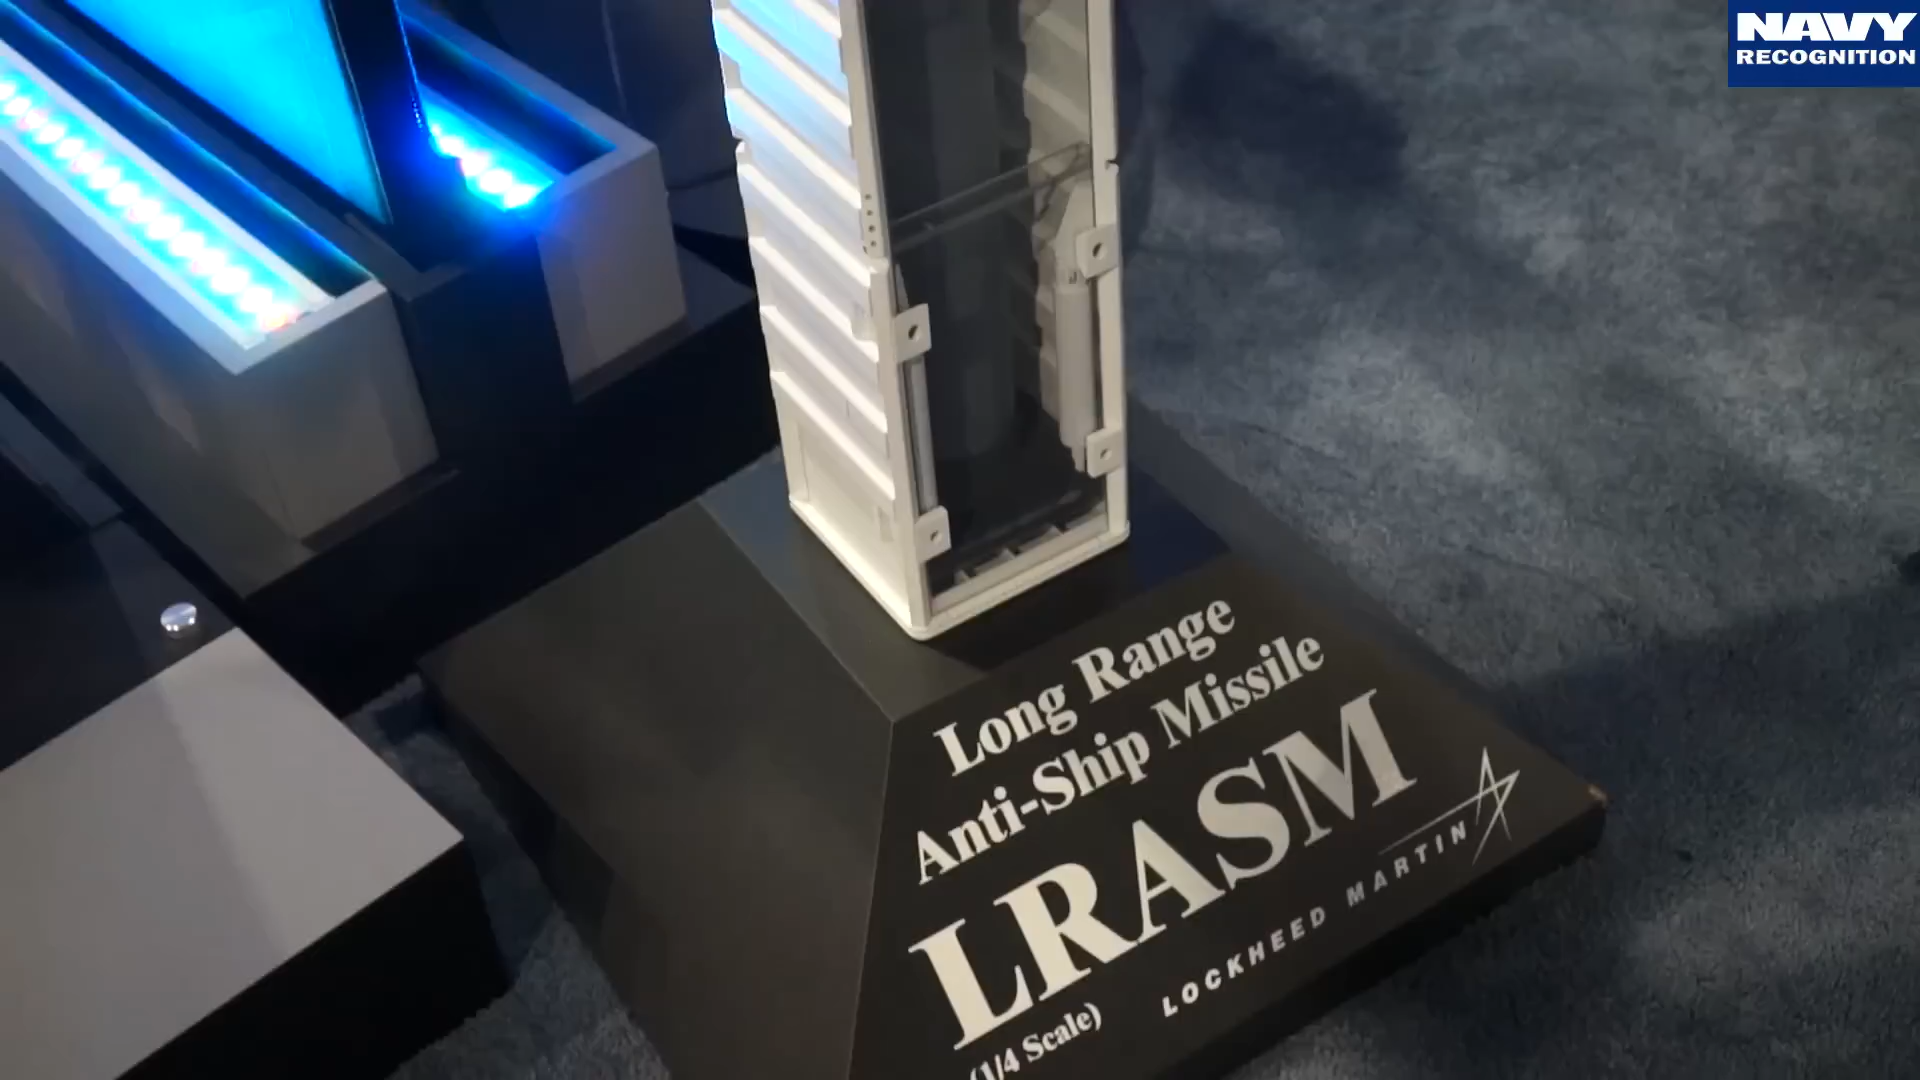 NAVY
RECOGNITION
Long Range
Anti-Ship Missile
LRASM
LOCKHEED MARTIN
(1/4 Scale)